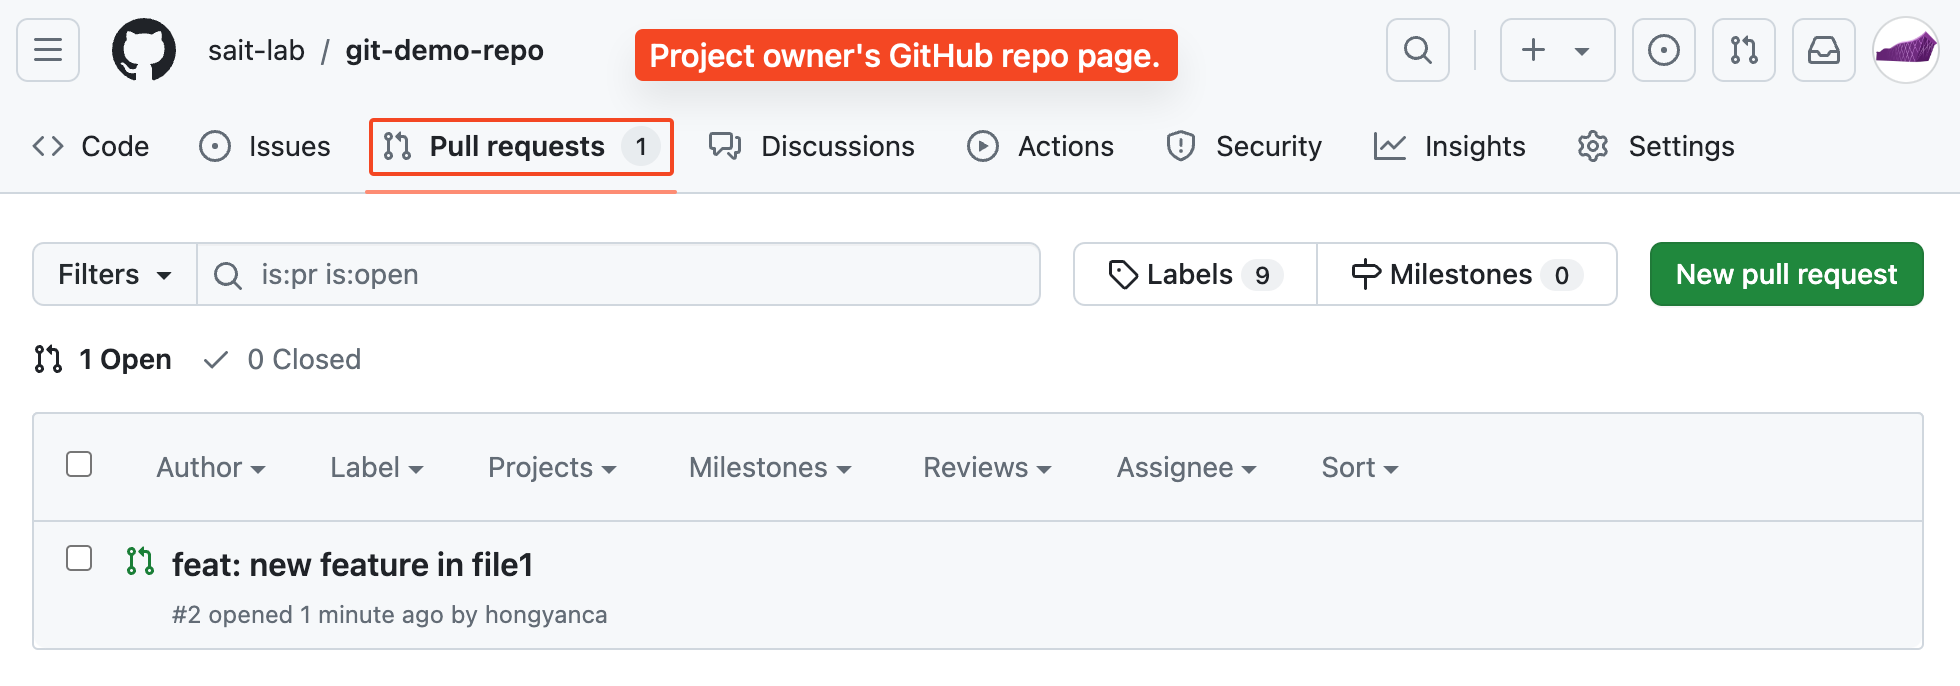 sait-lab / git-demo-repo
Project owner's GitHub repo page.
Code Issues Pull requests 1 Discussions Actions Security Insights Settings
Filters is:pr is:open Labels 9 Milestones 0 New pull request
1 Open 0 Closed
Author Label Projects Milestones Reviews Assignee Sort
feat: new feature in file1
#2 opened 1 minute ago by hongyanca